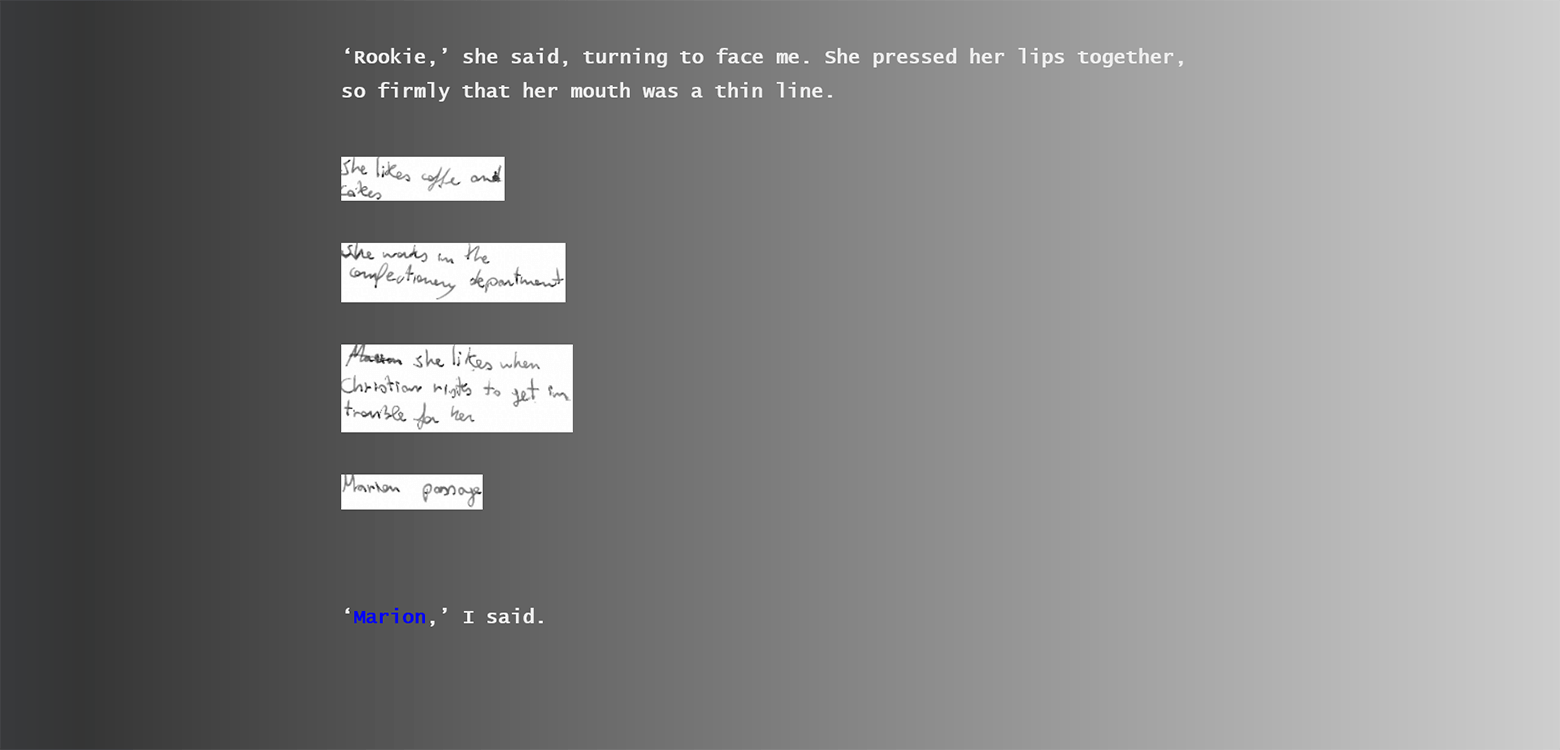 ‘Rookie,’ she said, turning to face me. She pressed her lips together,
so firmly that her mouth was a thin line.
She likes coffe and
cakes
She works in the
confectionery department
Marion she likes when
Christian risks to get in
trouble for her
Marion passage
‘Marion,’ I said.